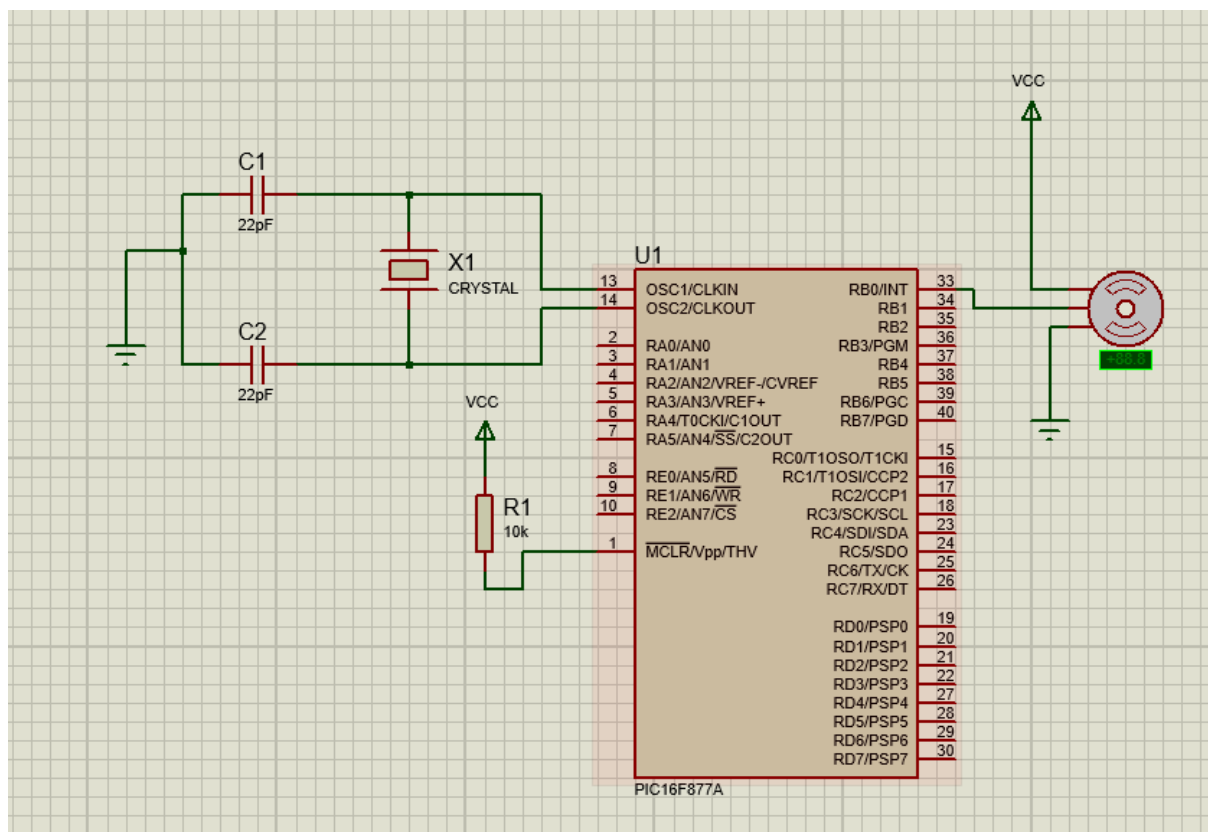 VCC
C1
22pF
X1
CRYSTAL
C2
22pF
VCC
R1
10k
U1
13 OSC1/CLKIN
14 OSC2/CLKOUT
2 RA0/AN0
3 RA1/AN1
4 RA2/AN2/VREF-/CVREF
5 RA3/AN3/VREF+
6 RA4/T0CKI/C1OUT
7 RA5/AN4/SS/C2OUT
8 RE0/AN5/RD
9 RE1/AN6/WR
10 RE2/AN7/CS
1 MCLR/Vpp/THV
RB0/INT 33
RB1 34
RB2 35
RB3/PGM 36
RB4 37
RB5 38
RB6/PGC 39
RB7/PGD 40
RC0/T1OSO/T1CKI 15
RC1/T1OSI/CCP2 16
RC2/CCP1 17
RC3/SCK/SCL 18
RC4/SDI/SDA 23
RC5/SDO 24
RC6/TX/CK 25
RC7/RX/DT 26
RD0/PSP0 19
RD1/PSP1 20
RD2/PSP2 21
RD3/PSP3 22
RD4/PSP4 27
RD5/PSP5 28
RD6/PSP6 29
RD7/PSP7 30
PIC16F877A
+88.8